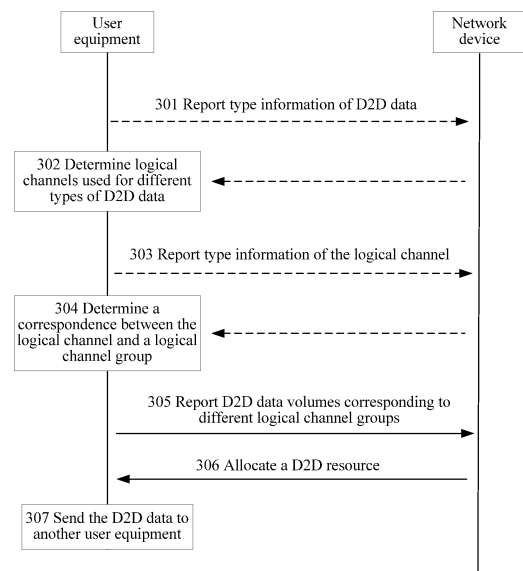 User
equipment
Network
device
301 Report type information of D2D data
302 Determine logical
channels used for different
types of D2D data
303 Report type information of the logical channel
304 Determine a
correspondence between the
logical channel and a logical
channel group
305 Report D2D data volumes corresponding to
different logical channel groups
306 Allocate a D2D resource
307 Send the D2D data to
another user equipment